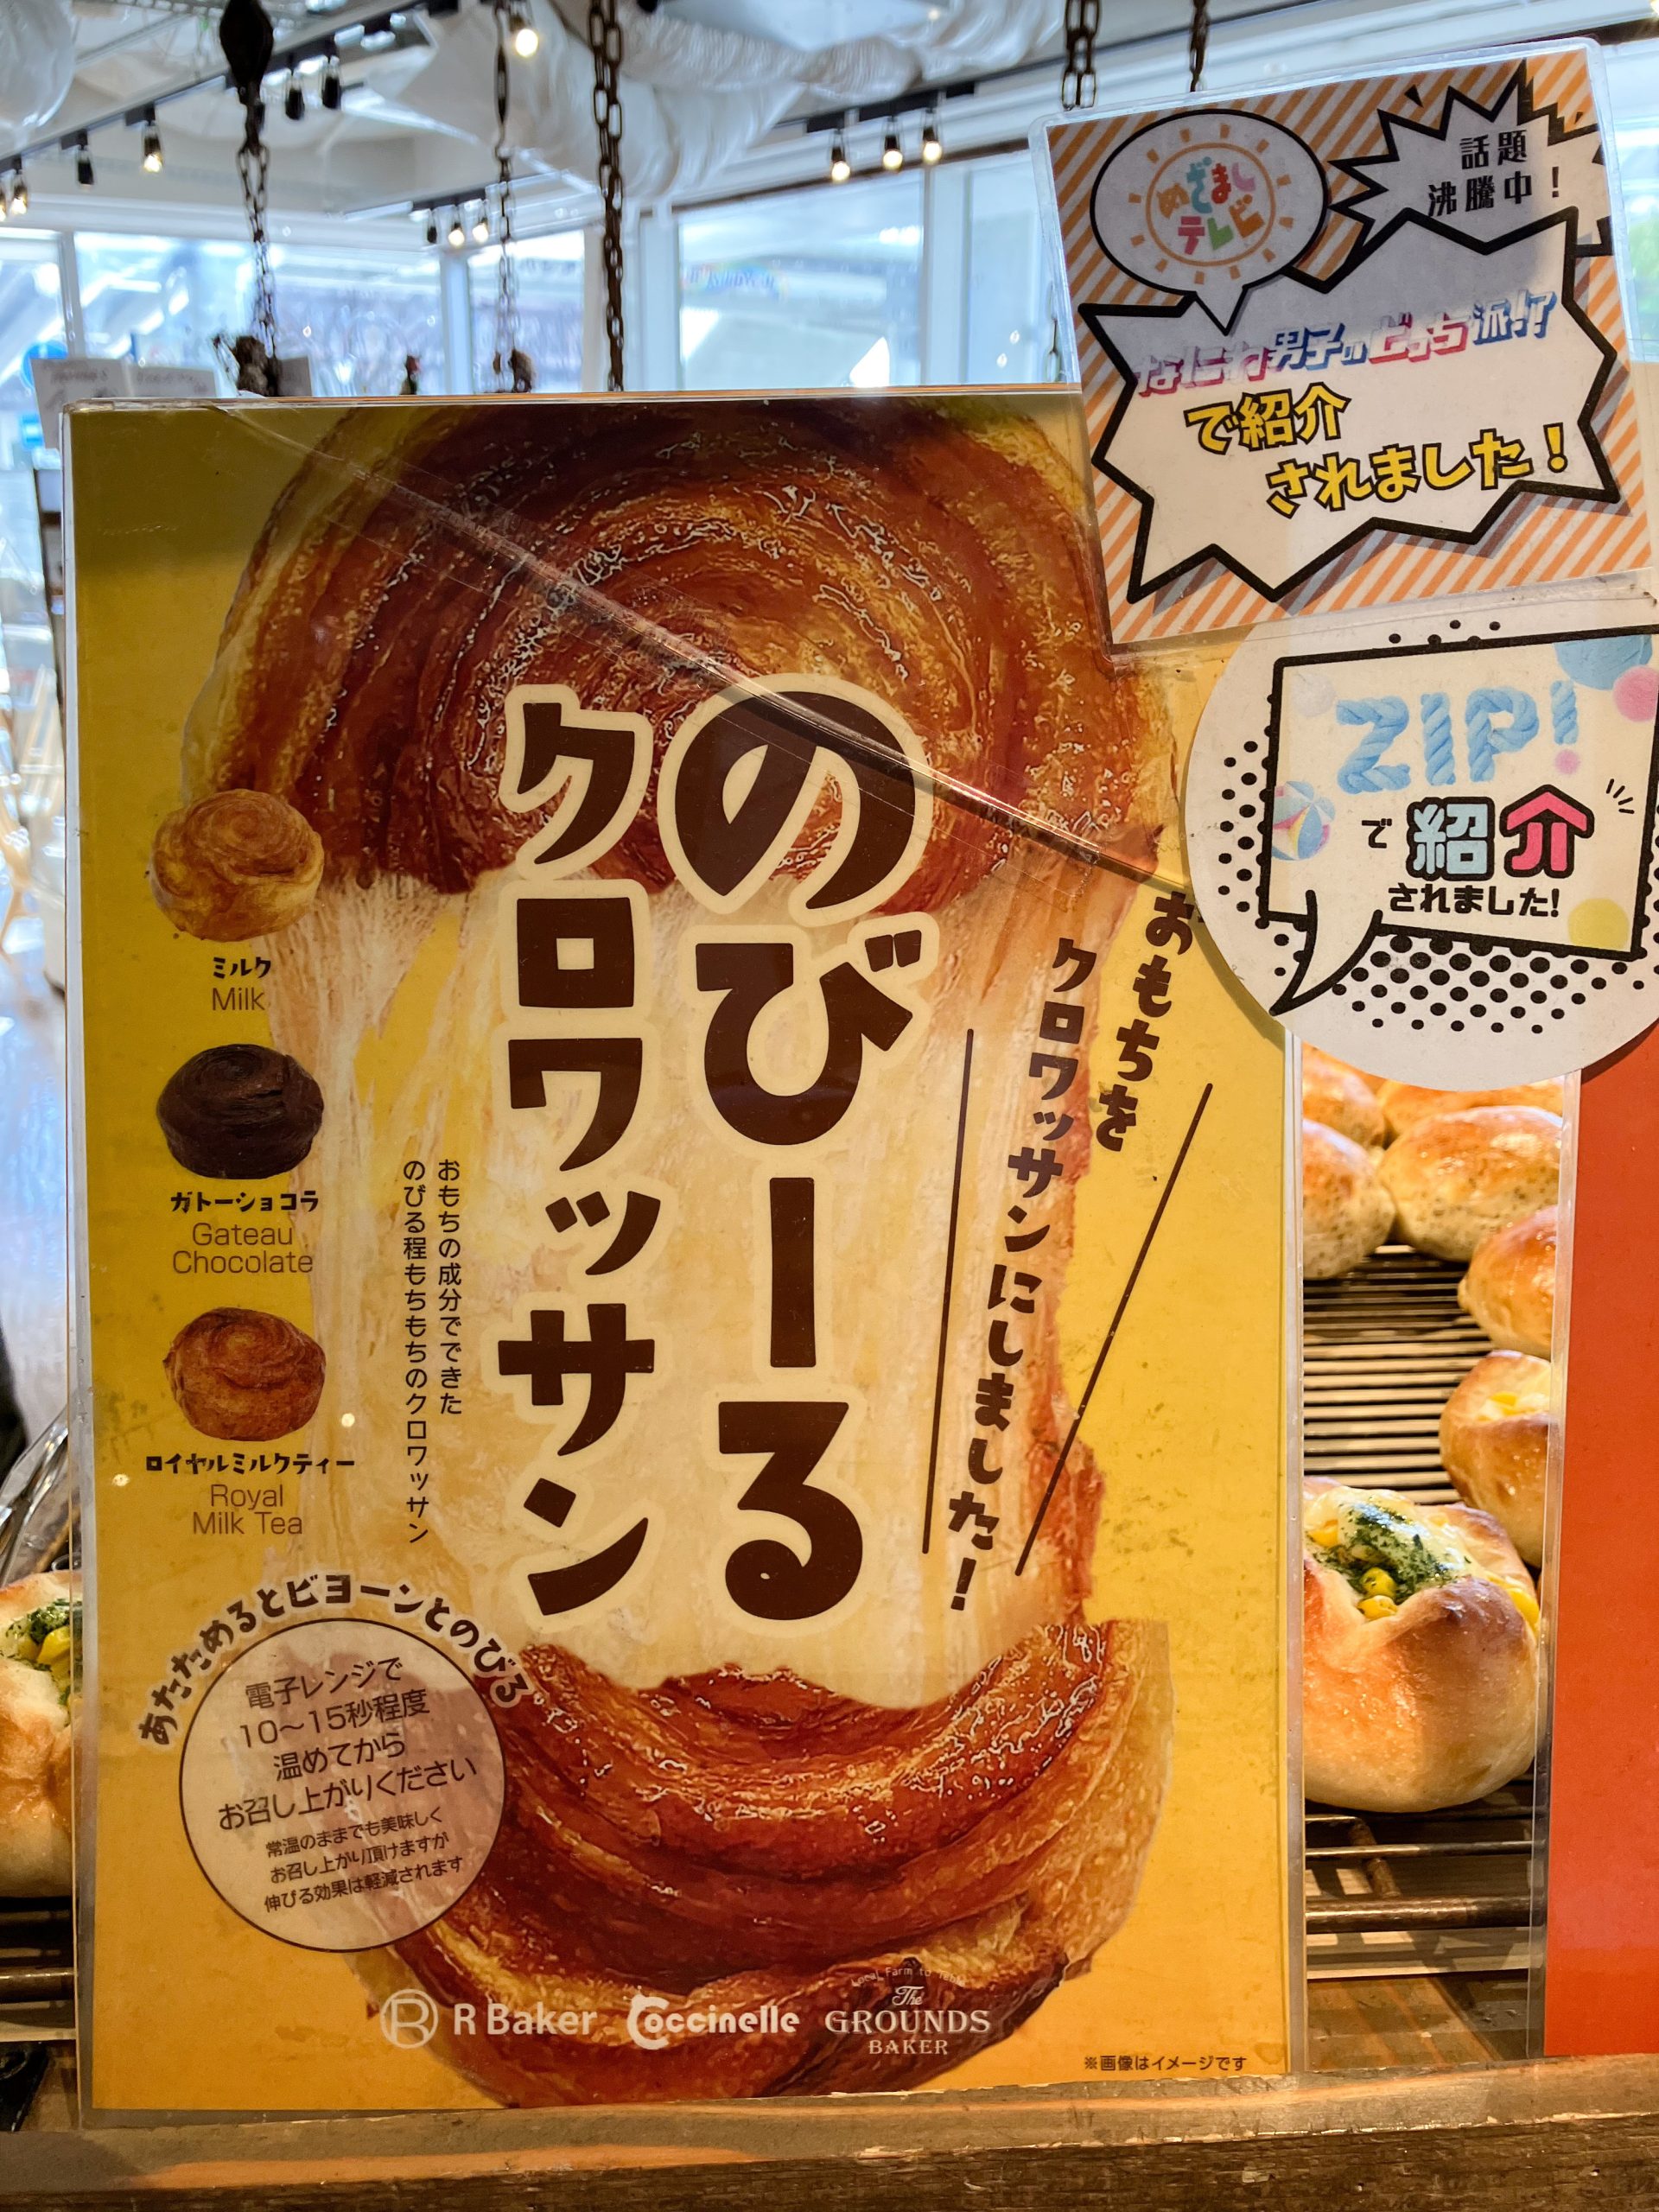 めざまし
テレビ
話題
沸騰中！
なにわ男子のどっち派!?
で紹介
されました！
ZIP!
で紹介
されました!
おもちを
クロワッサンにしました！
のびーる
クロワッサン
おもちの成分でできた
のびる程もちもちのクロワッサン
ミルク
Milk
ガトーショコラ
Gateau
Chocolate
ロイヤルミルクティー
Royal
Milk Tea
あたためるとビヨーンとのびる
電子レンジで
10〜15秒程度
温めてから
お召し上がりください
常温のままでも美味しく
お召し上がり頂けますが
伸びる効果は軽減されます
R Baker
Coccinelle
Local Farm to Table
The
GROUNDS
BAKER
※画像はイメージです